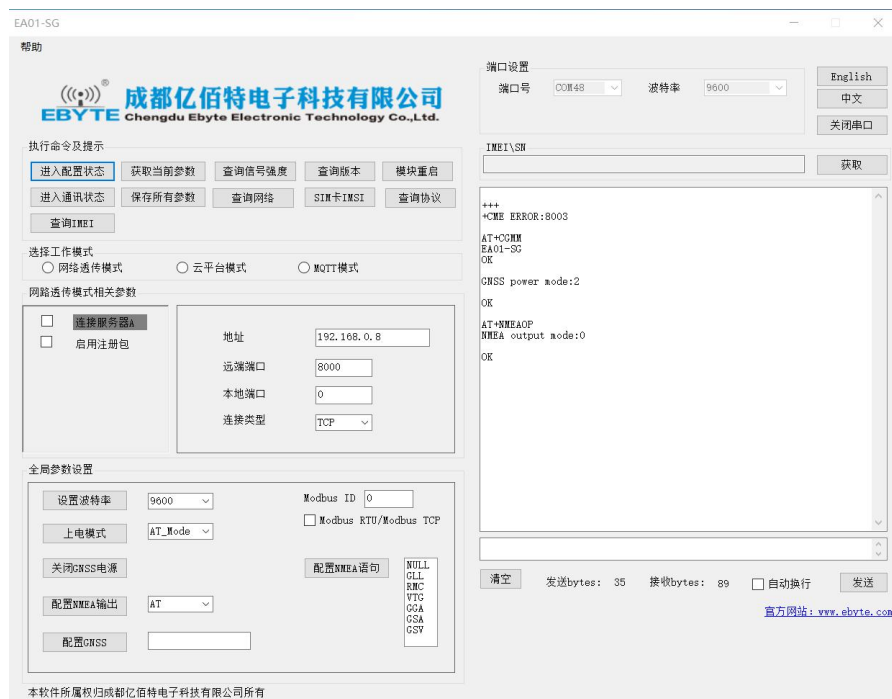 EA01-SG
帮助
EBYTE®
成都亿佰特电子科技有限公司
Chengdu Ebyte Electronic Technology Co.,Ltd.
执行命令及提示
进入配置状态 获取当前参数 查询信号强度 查询版本 模块重启
进入通讯状态 保存所有参数 查询网络 SIM卡IMSI 查询协议
查询IMEI
选择工作模式
网络透传模式 云平台模式 MQTT模式
网路透传模式相关参数
连接服务器A
启用注册包
地址 192.168.0.8
远端端口 8000
本地端口 0
连接类型 TCP
全局参数设置
设置波特率 9600
Modbus ID 0
上电模式 AT_Mode
Modbus RTU/Modbus TCP
关闭GNSS电源
配置NMEA输出 AT
配置GNSS
配置NMEA语句
NULL
GLL
RMC
VTG
GGA
GSA
GSV
本软件所属权归成都亿佰特电子科技有限公司所有
端口设置
端口号 COM48 波特率 9600
English
中文
关闭串口
IMEI\SN
获取
+++
+CME ERROR:8003
AT+CGMM
EA01-SG
OK
GNSS power mode:2
OK
AT+NMEAOP
NMEA output mode:0
OK
清空 发送bytes: 35 接收bytes: 89 自动换行 发送
官方网站：www.ebyte.com